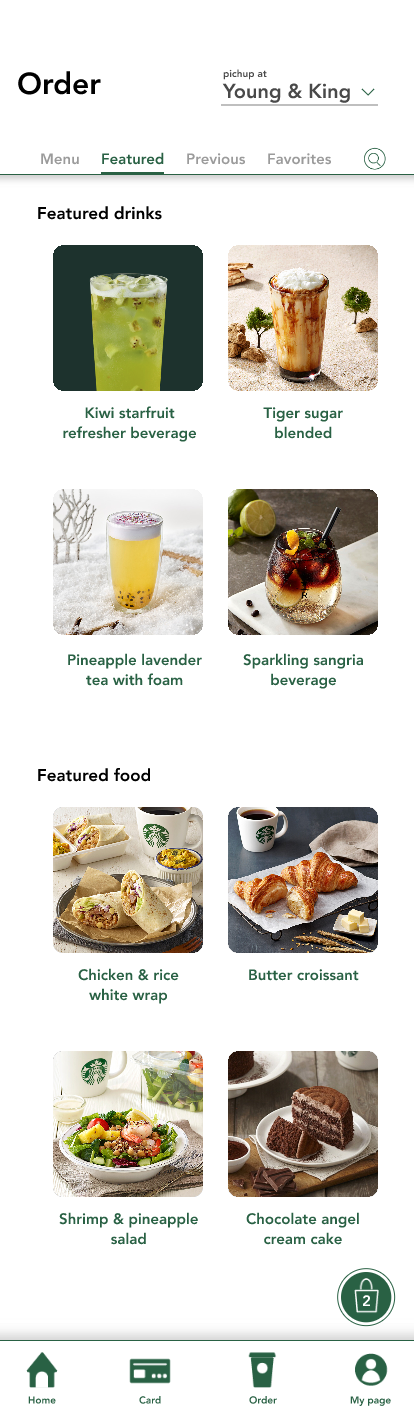 Order
pickup at
Young & King
Menu Featured Previous Favorites
Featured drinks
Kiwi starfruit
refresher beverage
Tiger sugar
blended
Pineapple lavender
tea with foam
Sparkling sangria
beverage
Featured food
Chicken & rice
white wrap
Butter croissant
Shrimp & pineapple
salad
Chocolate angel
cream cake
2
Home Card Order My page